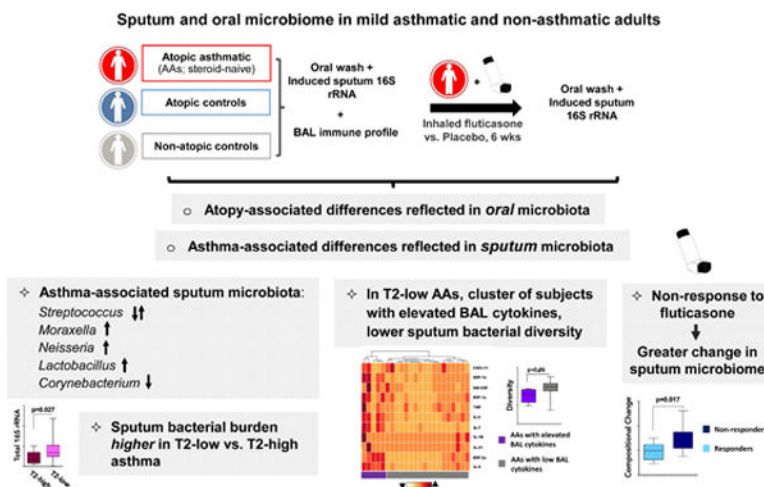 Sputum and oral microbiome in mild asthmatic and non-asthmatic adults
Atopic asthmatic
(AAs; steroid-naive)
Atopic controls
Non-atopic controls
Oral wash +
Induced sputum 16S
rRNA
+
BAL immune profile
+
Inhaled fluticasone
vs. Placebo, 6 wks
Oral wash +
Induced sputum
16S rRNA
○ Atopy-associated differences reflected in oral microbiota
○ Asthma-associated differences reflected in sputum microbiota
✧ Asthma-associated sputum microbiota:
Streptococcus ↓↑
Moraxella ↑
Neisseria ↑
Lactobacillus ↑
Corynebacterium ↓
p=0.027
Total 16S rRNA
T2-high
T2-low
✧ Sputum bacterial burden
higher in T2-low vs. T2-high
asthma
✧ In T2-low AAs, cluster of subjects
with elevated BAL cytokines,
lower sputum bacterial diversity
TNF
Diversity
AAs with elevated
BAL cytokines
AAs with low BAL
cytokines
✧ Non-response to
fluticasone
↓
Greater change in
sputum microbiome
p=0.017
Compositional Change
Non-responders
Responders